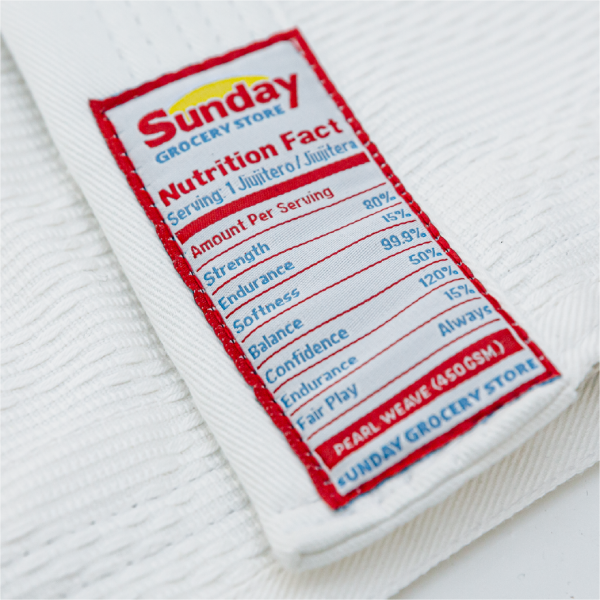 Sunday
GROCERY STORE
Nutrition Fact
Serving: 1 Jiujitero / Jiujitera
Amount Per Serving
Strength 80%
Endurance 15%
Softness 99.9%
Balance 50%
Confidence 120%
Endurance 15%
Fair Play Always
PEARL WEAVE (450GSM.)
SUNDAY GROCERY STORE